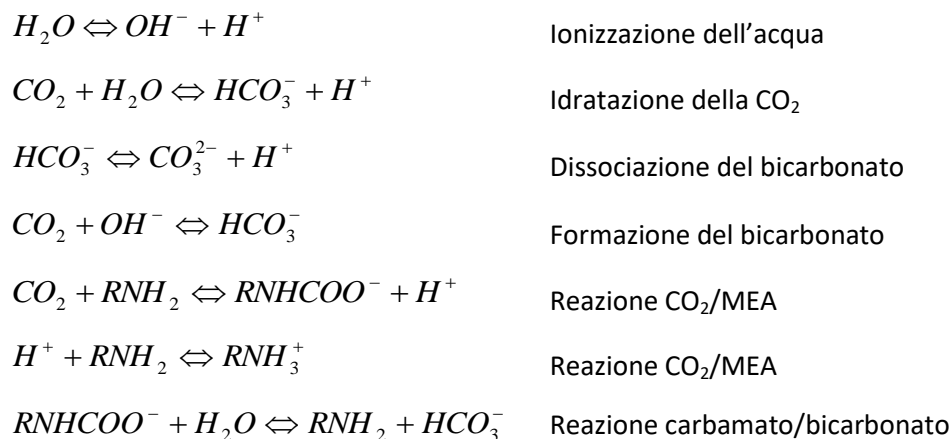 H₂O ⇔ OH⁻ + H⁺ Ionizzazione dell’acqua
CO₂ + H₂O ⇔ HCO₃⁻ + H⁺ Idratazione della CO₂
HCO₃⁻ ⇔ CO₃²⁻ + H⁺ Dissociazione del bicarbonato
CO₂ + OH⁻ ⇔ HCO₃⁻ Formazione del bicarbonato
CO₂ + RNH₂ ⇔ RNHCOO⁻ + H⁺ Reazione CO₂/MEA
H⁺ + RNH₂ ⇔ RNH₃⁺ Reazione CO₂/MEA
RNHCOO⁻ + H₂O ⇔ RNH₂ + HCO₃⁻ Reazione carbamato/bicarbonato